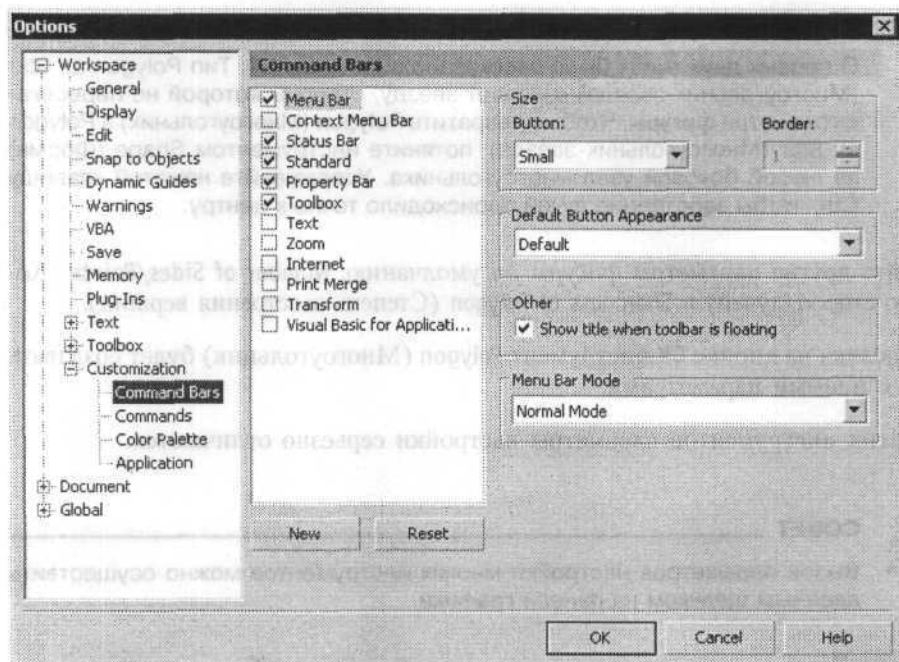 Options
Workspace
General
Display
Edit
Snap to Objects
Dynamic Guides
Warnings
VBA
Save
Memory
Plug-Ins
Text
Toolbox
Customization
Command Bars
Commands
Color Palette
Application
Document
Global
Command Bars
Menu Bar
Context Menu Bar
Status Bar
Standard
Property Bar
Toolbox
Text
Zoom
Internet
Print Merge
Transform
Visual Basic for Applicati...
New
Reset
Size
Button:
Border:
Small
1
Default Button Appearance
Default
Other
Show title when toolbar is floating
Menu Bar Mode
Normal Mode
OK
Cancel
Help